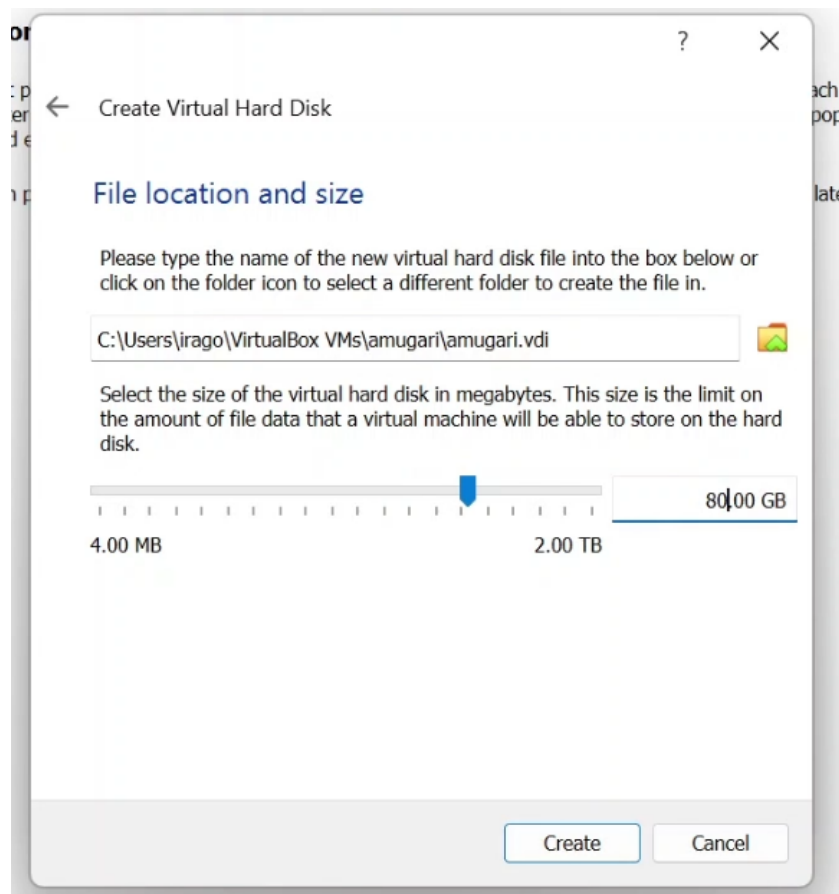 ?
Create Virtual Hard Disk
File location and size
Please type the name of the new virtual hard disk file into the box below or
click on the folder icon to select a different folder to create the file in.
C:\Users\irago\VirtualBox VMs\amugari\amugari.vdi
Select the size of the virtual hard disk in megabytes. This size is the limit on
the amount of file data that a virtual machine will be able to store on the hard
disk.
80.00 GB
4.00 MB
2.00 TB
Create
Cancel